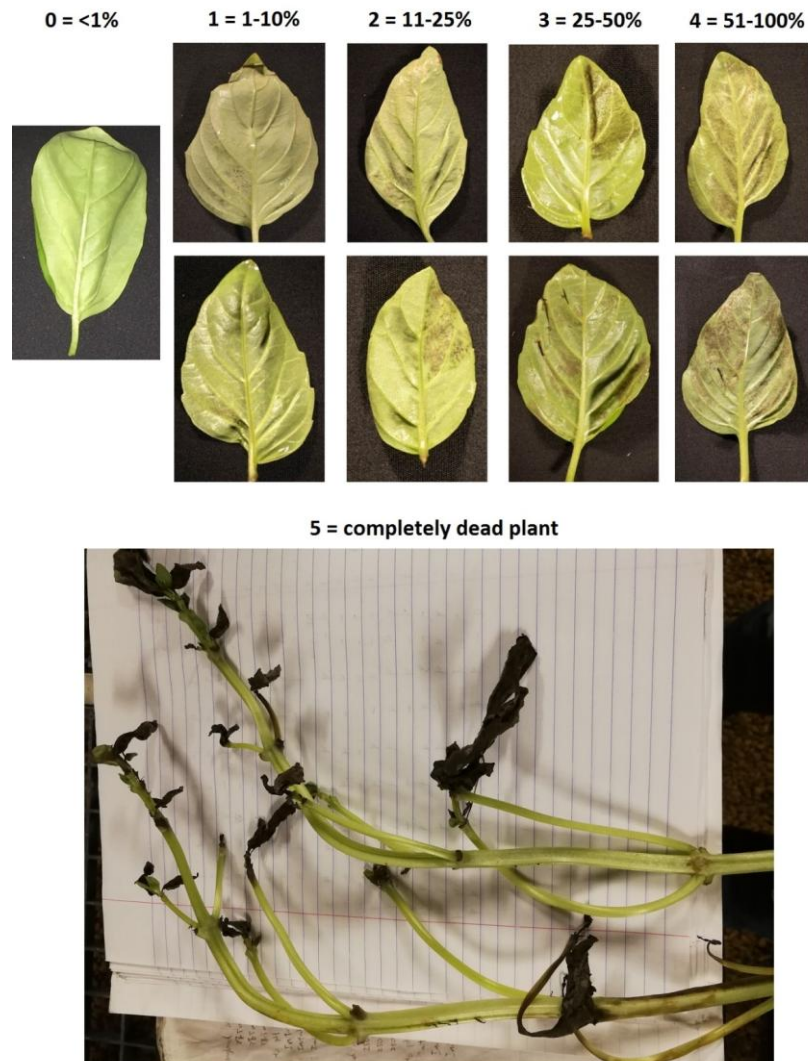 0 = <1%
1 = 1-10%
2 = 11-25%
3 = 25-50%
4 = 51-100%
5 = completely dead plant